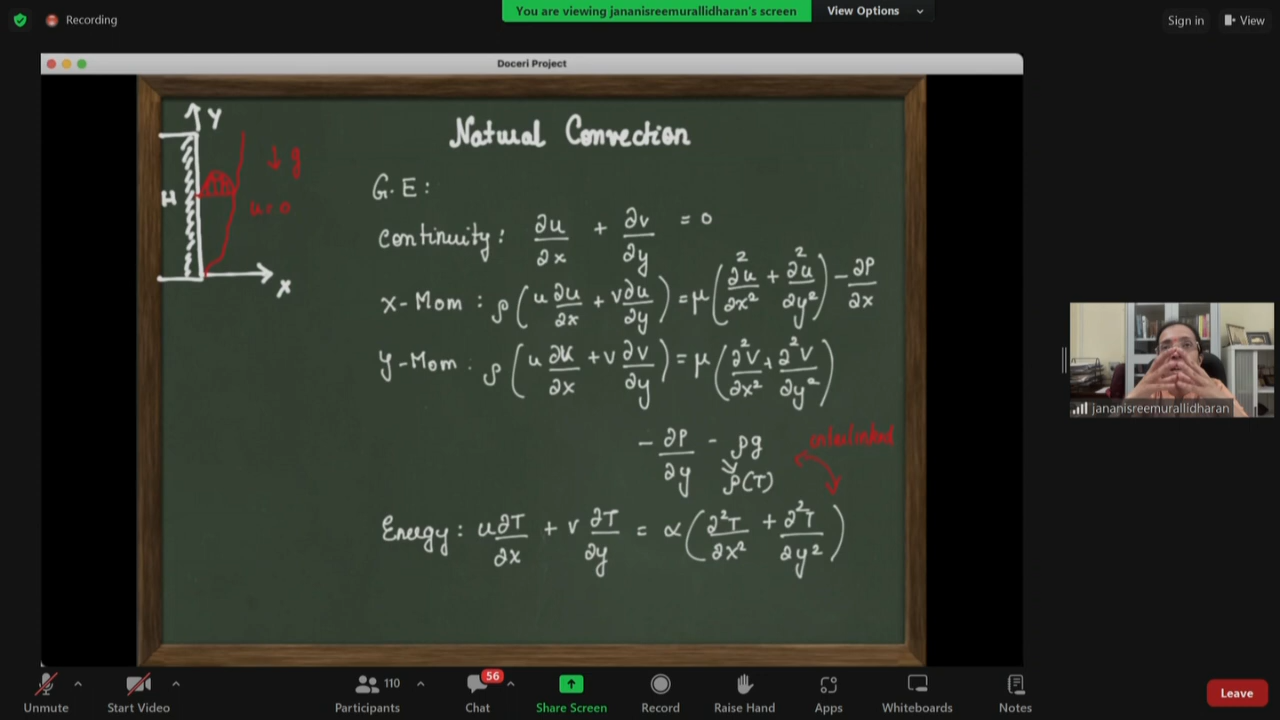 You are viewing jananisreemurallidharan's screen
View Options
Recording
Sign in
View
Doceri Project
Natural Convection
Y
↓ g
H
u = 0
X
G.E:
Continuity: ∂u/∂x + ∂v/∂y = 0
x-Mom : ρ(u ∂u/∂x + v ∂u/∂y) = μ(∂²u/∂x² + ∂²u/∂y²) - ∂P/∂x
y-Mom : ρ(u ∂v/∂x + v ∂v/∂y) = μ(∂²v/∂x² + ∂²v/∂y²)
- ∂P/∂y - ρg
ρ(T)
Energy: u ∂T/∂x + v ∂T/∂y = α(∂²T/∂x² + ∂²T/∂y²)
jananisreemurallidharan
Unmute
Start Video
110
Participants
56
Chat
Share Screen
Record
Raise Hand
Apps
Whiteboards
Notes
Leave